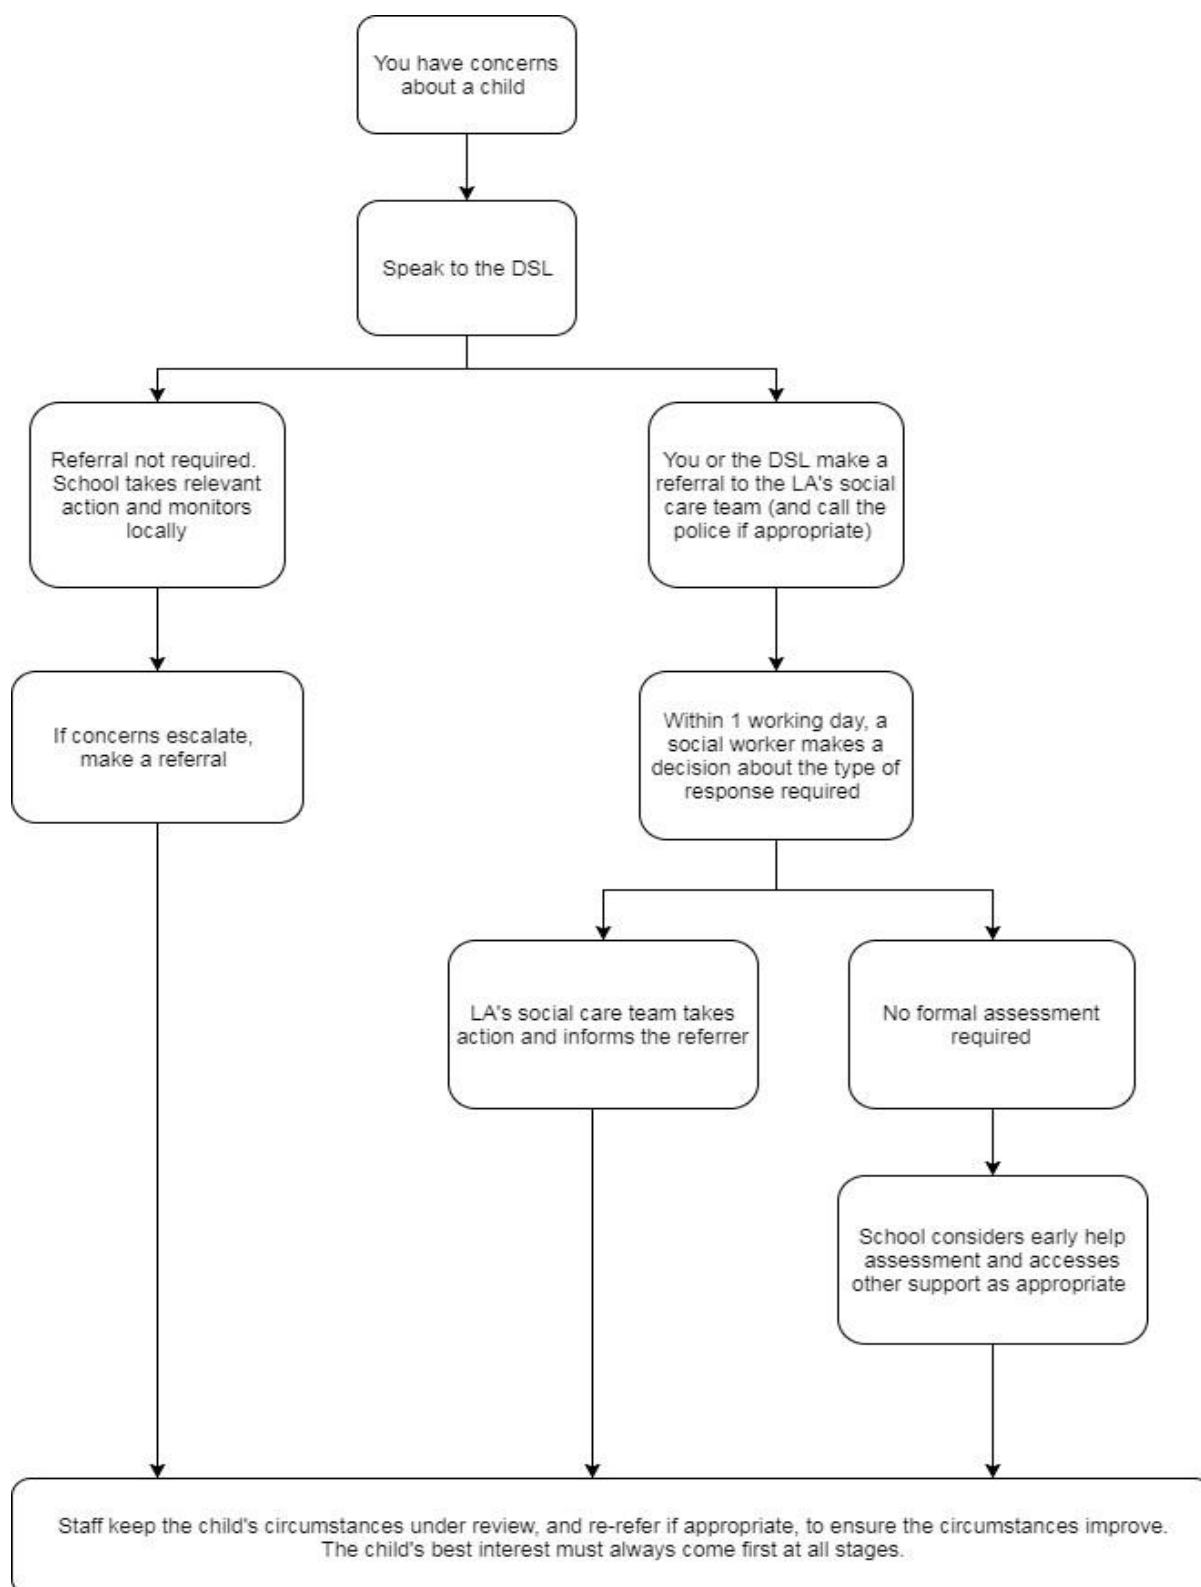 You have concerns
about a child
Speak to the DSL
Referral not required.
School takes relevant
action and monitors
locally
You or the DSL make a
referral to the LA's social
care team (and call the
police if appropriate)
If concerns escalate,
make a referral
Within 1 working day, a
social worker makes a
decision about the type of
response required
LA's social care team takes
action and informs the referrer
No formal assessment
required
School considers early help
assessment and accesses
other support as appropriate
Staff keep the child's circumstances under review, and re-refer if appropriate, to ensure the circumstances improve.
The child's best interest must always come first at all stages.